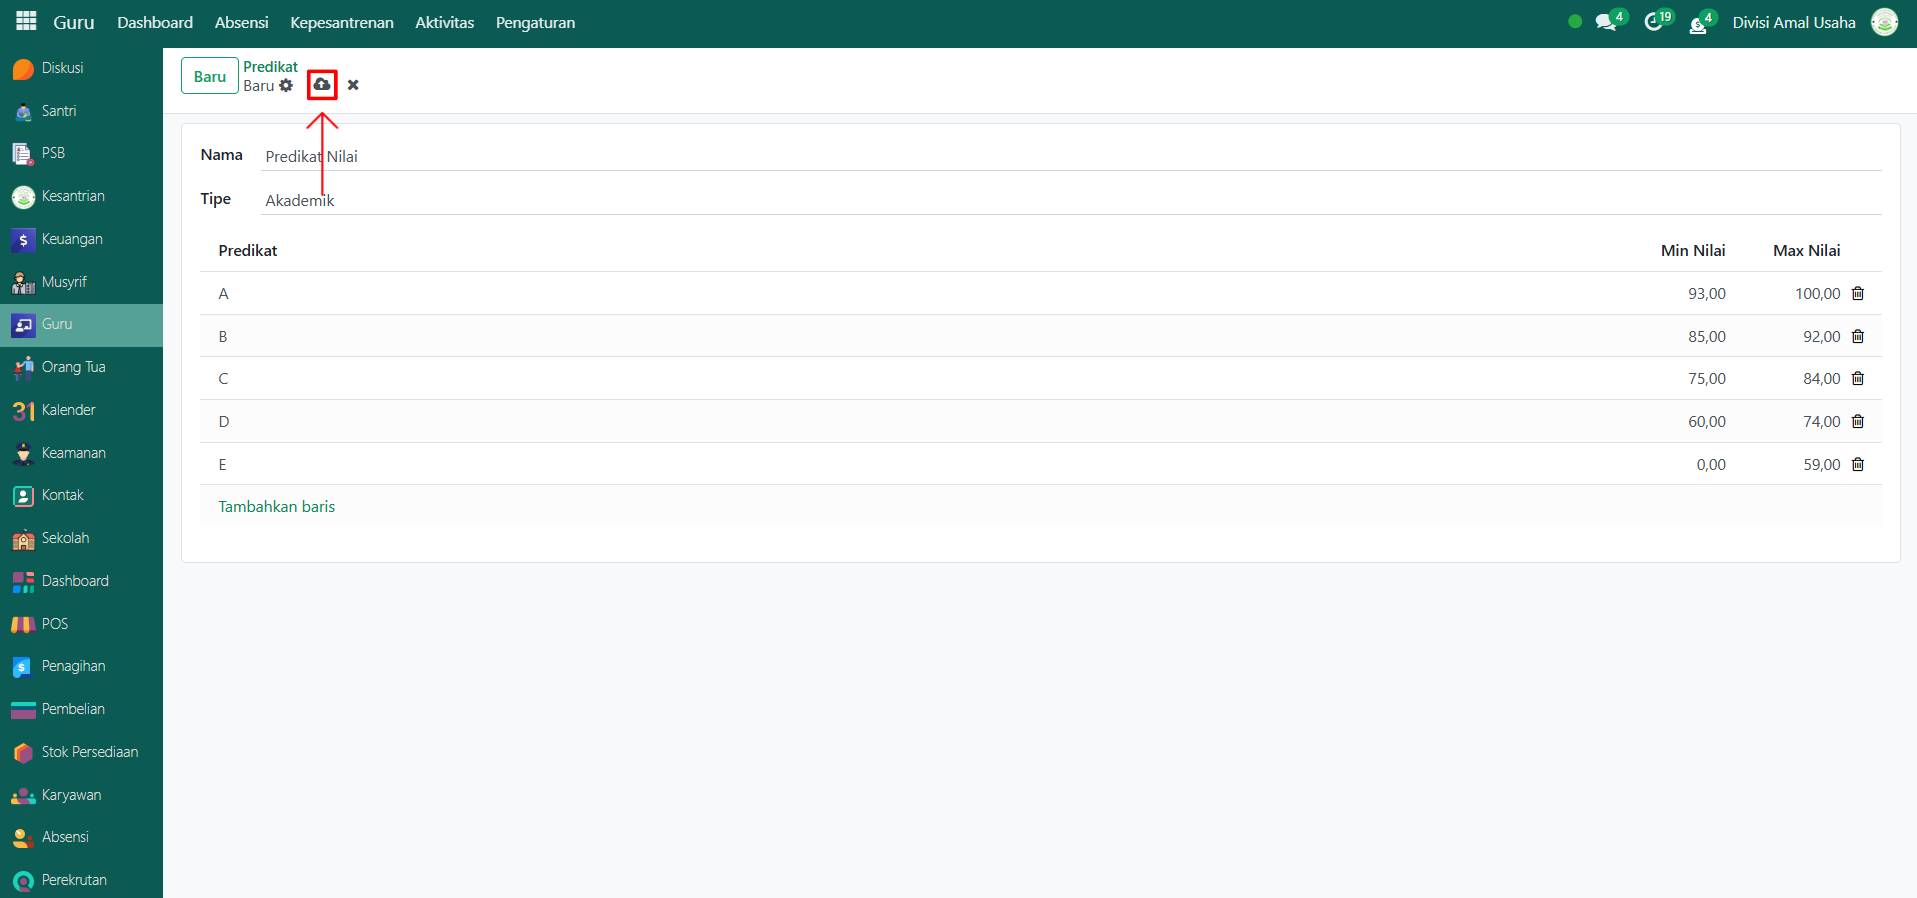 Guru Dashboard Absensi Kepesantrenan Aktivitas Pengaturan 4 19 $ 4 Divisi Amal Usaha
Diskusi
Santri
PSB
Kesantrian
$ Keuangan
Musyrif
Guru
Orang Tua
31 Kalender
Keamanan
Kontak
Sekolah
Dashboard
POS
$ Penagihan
Pembelian
Stok Persediaan
Karyawan
Absensi
Perekrutan
Baru
Predikat
Baru
Nama Predikat Nilai
Tipe Akademik
Predikat Min Nilai Max Nilai
A 93,00 100,00
B 85,00 92,00
C 75,00 84,00
D 60,00 74,00
E 0,00 59,00
Tambahkan baris